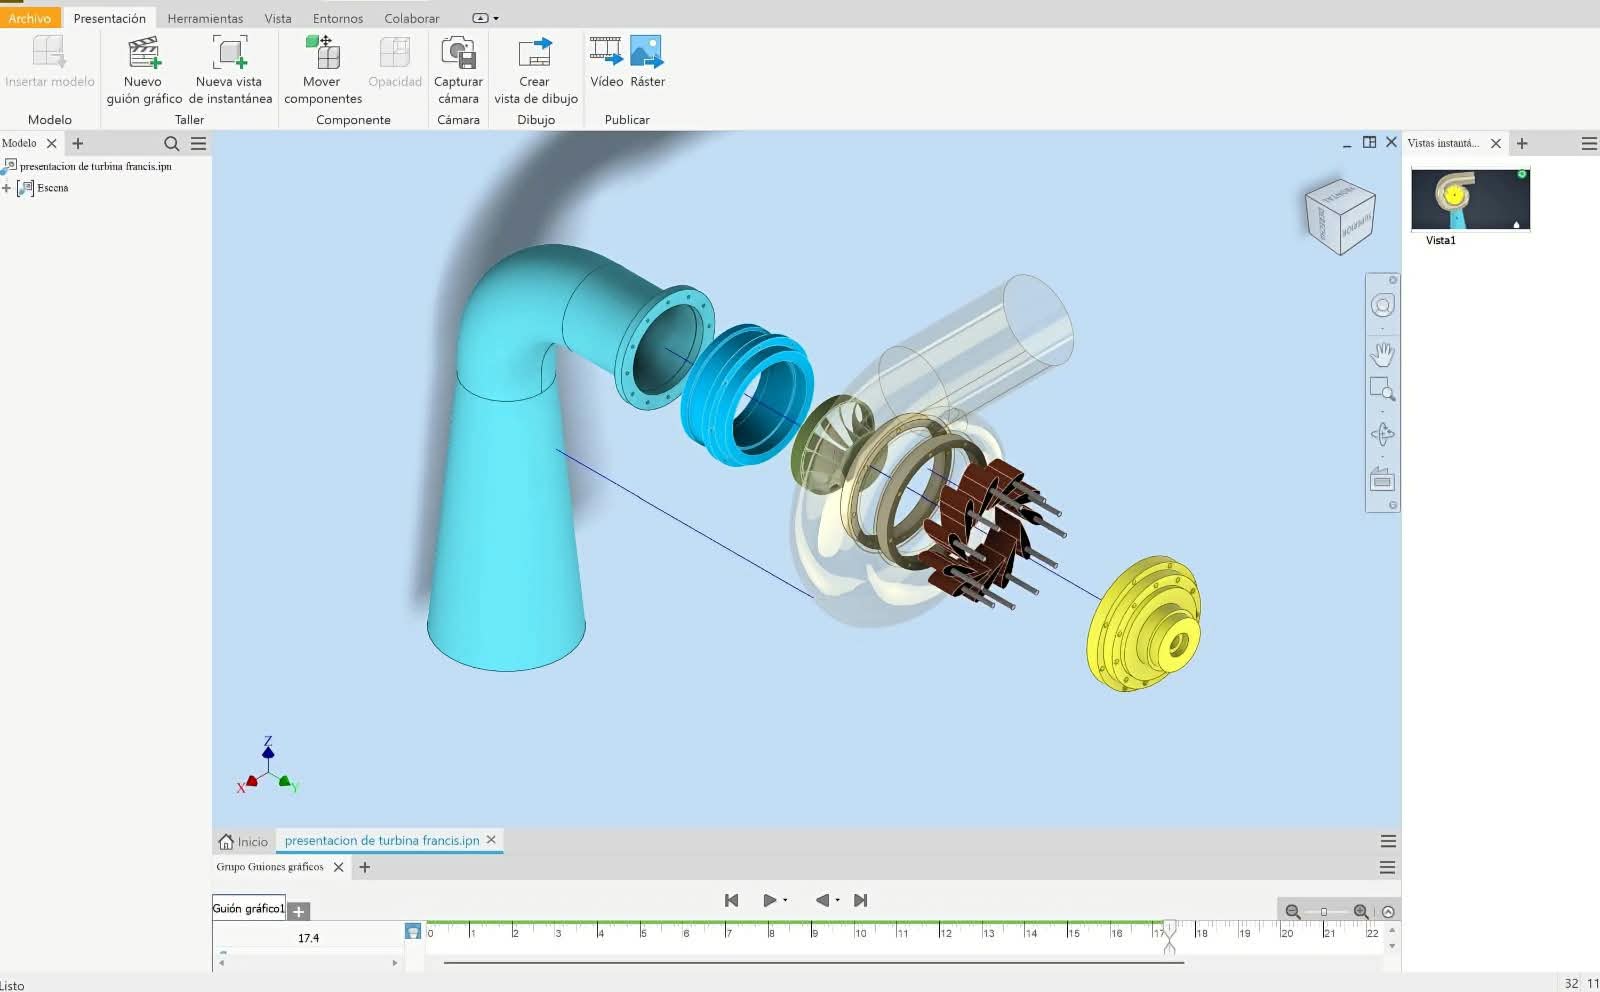 Archivo
Presentación
Herramientas
Vista
Entornos
Colaborar
Insertar modelo
Nuevo
guión gráfico
Nueva vista
de instantánea
Mover
componentes
Opacidad
Capturar
cámara
Crear
vista de dibujo
Vídeo
Ráster
Modelo
Taller
Componente
Cámara
Dibujo
Publicar
Modelo
presentacion de turbina francis.ipn
Escena
Vistas instantá...
Vista1
Z
X
Y
Inicio
presentacion de turbina francis.ipn
Grupo Guiones gráficos
Guión gráfico1
17.4
0 1 2 3 4 5 6 7 8 9 10 11 12 13 14 15 16 17 18 19 20 21 22
Listo
32 11